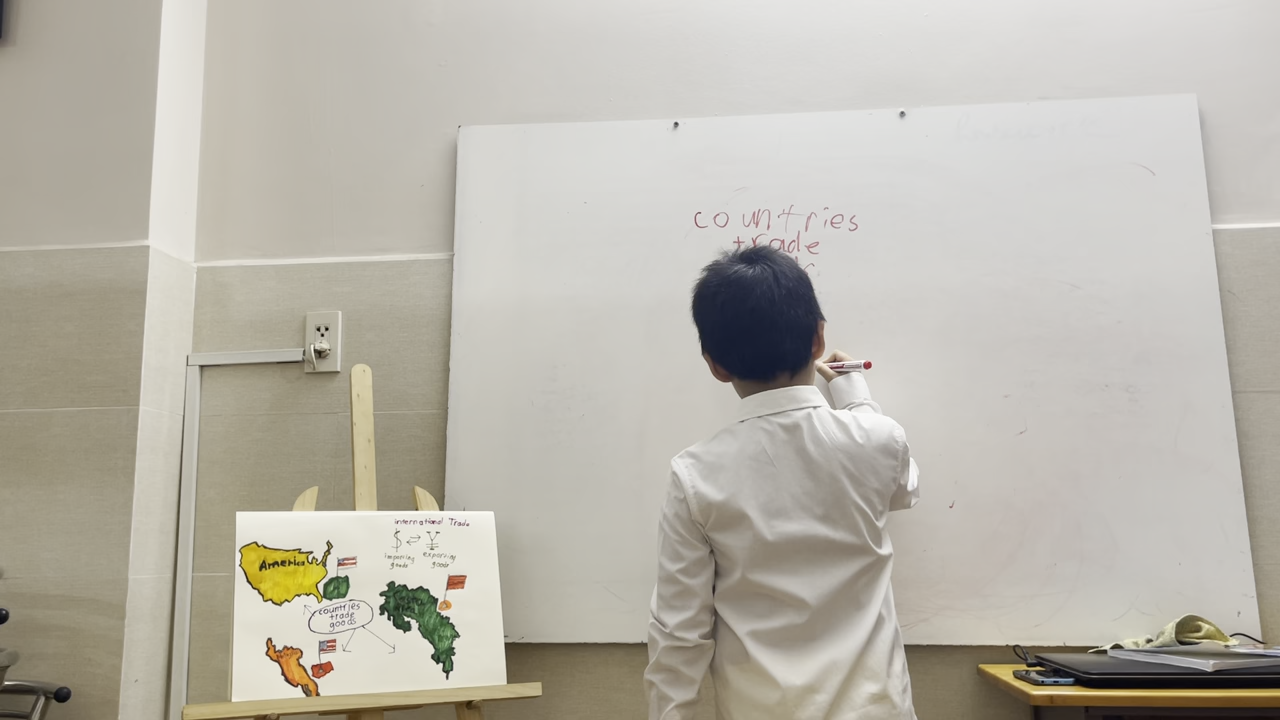 countries
trade
international Trade
$ ⇄ ¥
importing exporting
goods goods
America
countries
trade
goods